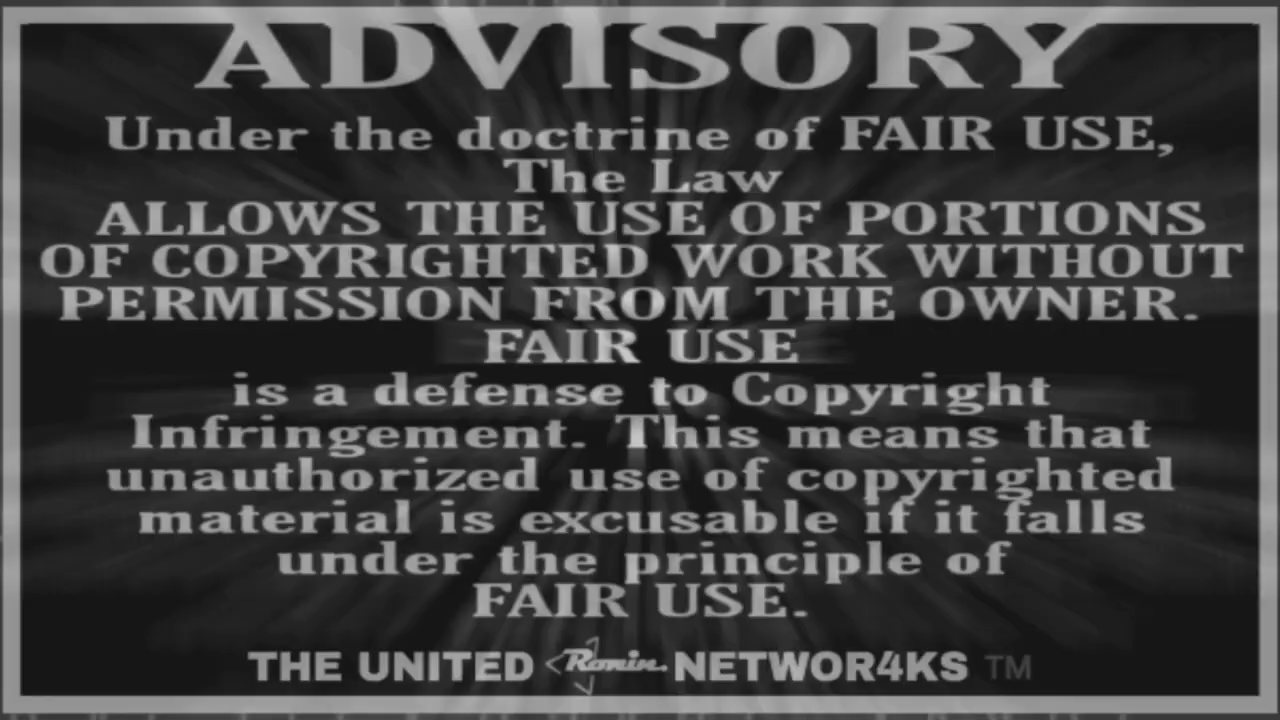 ADVISORY
Under the doctrine of FAIR USE,
The Law
ALLOWS THE USE OF PORTIONS
OF COPYRIGHTED WORK WITHOUT
PERMISSION FROM THE OWNER.
FAIR USE
is a defense to Copyright
Infringement. This means that
unauthorized use of copyrighted
material is excusable if it falls
under the principle of
FAIR USE.
THE UNITED Ronin. NETWOR4KS TM